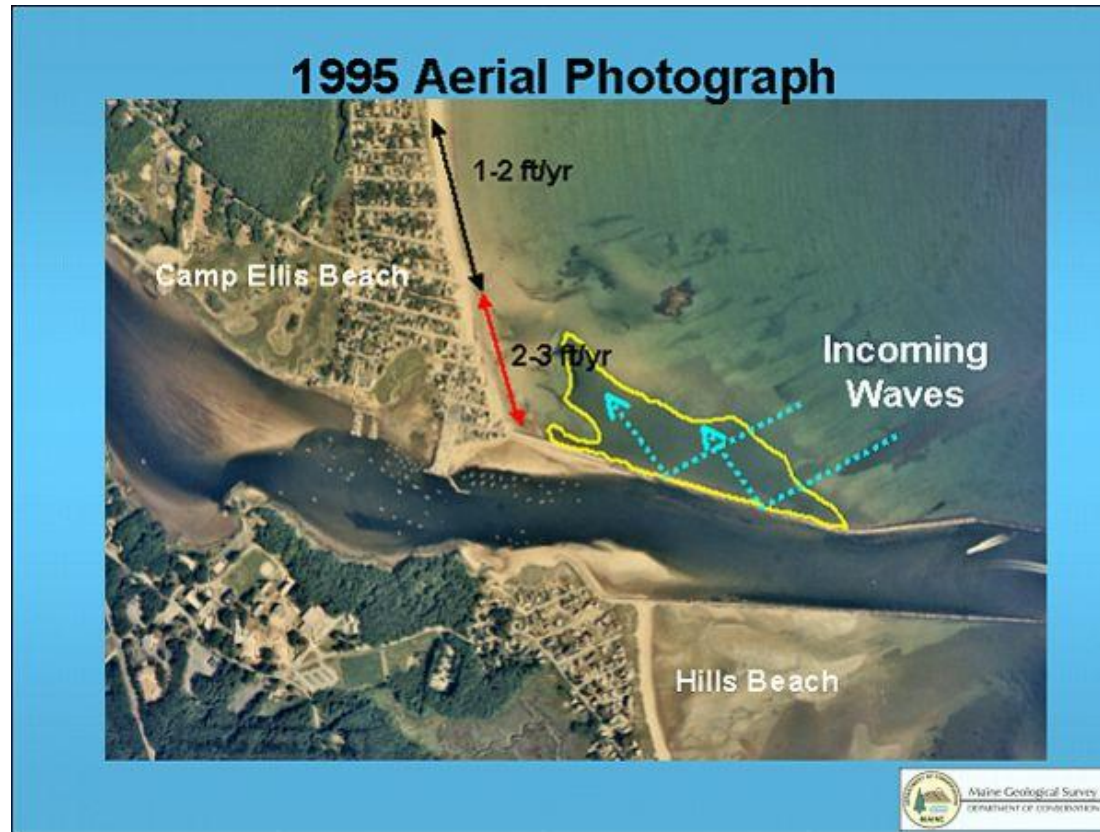 1995 Aerial Photograph
1-2 ft/yr
Camp Ellis Beach
2-3 ft/yr
Incoming
Waves
Hills Beach
Maine Geological Survey
DEPARTMENT OF CONSERVATION
MAINE